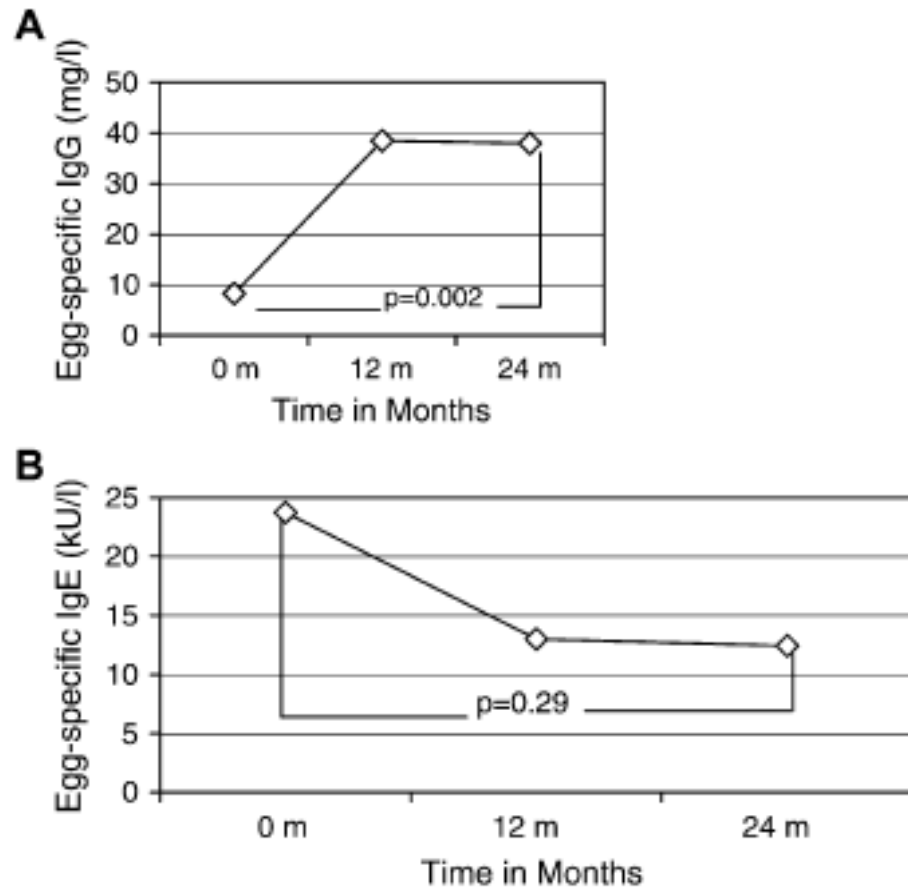 A
Egg-specific IgG (mg/l)
50
40
30
20
10
0
p=0.002
0 m 12 m 24 m
Time in Months
B
Egg-specific IgE (kU/l)
25
20
15
10
5
0
p=0.29
0 m 12 m 24 m
Time in Months